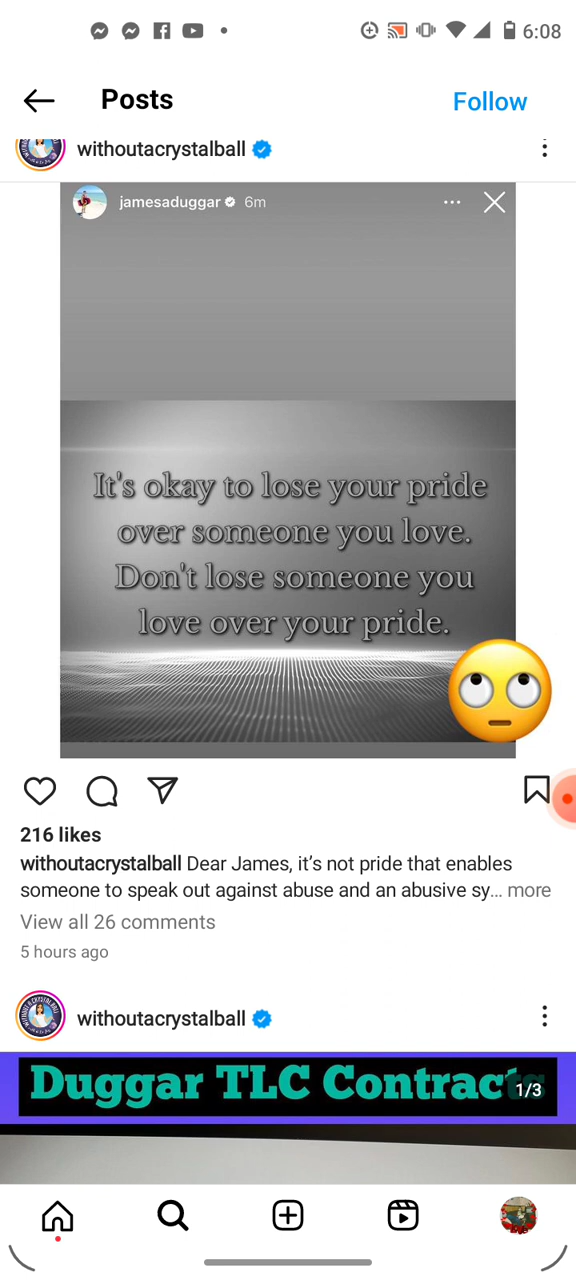 6:08
Posts
Follow
withoutacrystalball
jamesaduggar 6m
It's okay to lose your pride
over someone you love.
Don't lose someone you
love over your pride.
216 likes
withoutacrystalball Dear James, it's not pride that enables
someone to speak out against abuse and an abusive sy... more
View all 26 comments
5 hours ago
withoutacrystalball
Duggar TLC Contracts
1/3